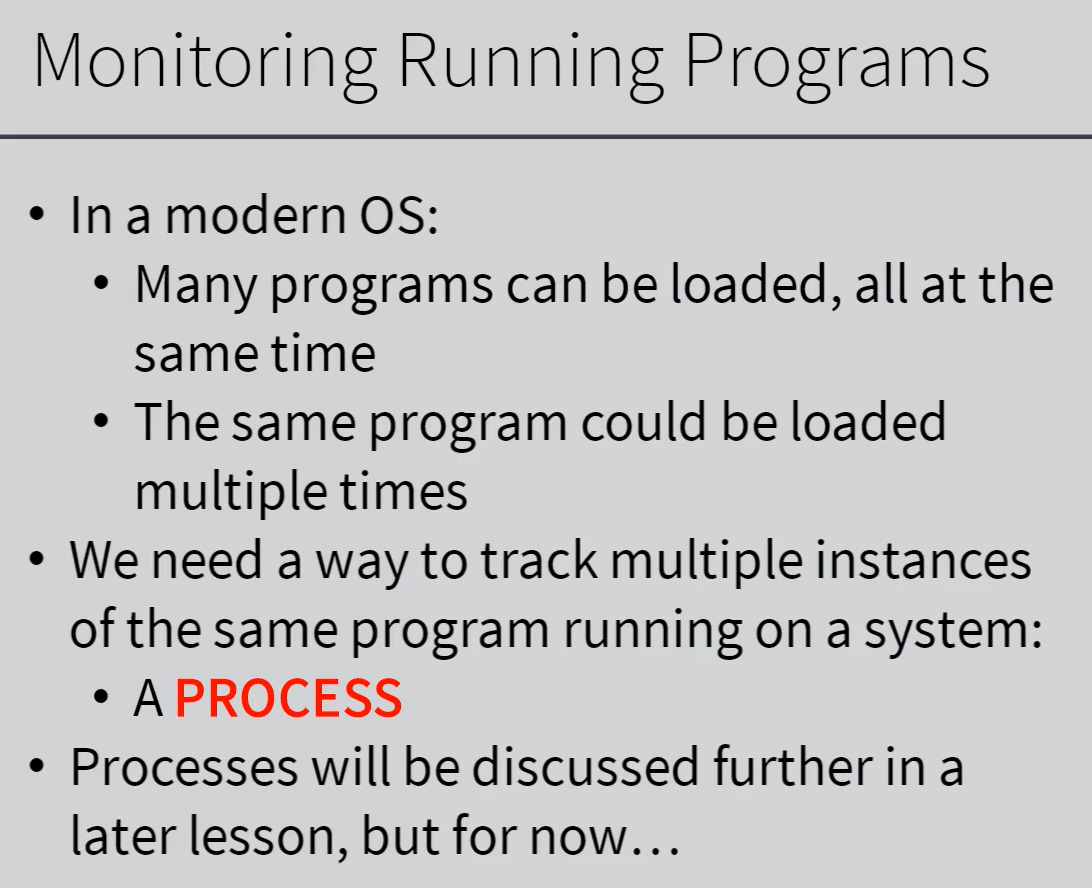 Monitoring Running Programs
• In a modern OS:
• Many programs can be loaded, all at the
same time
• The same program could be loaded
multiple times
• We need a way to track multiple instances
of the same program running on a system:
• A PROCESS
• Processes will be discussed further in a
later lesson, but for now…